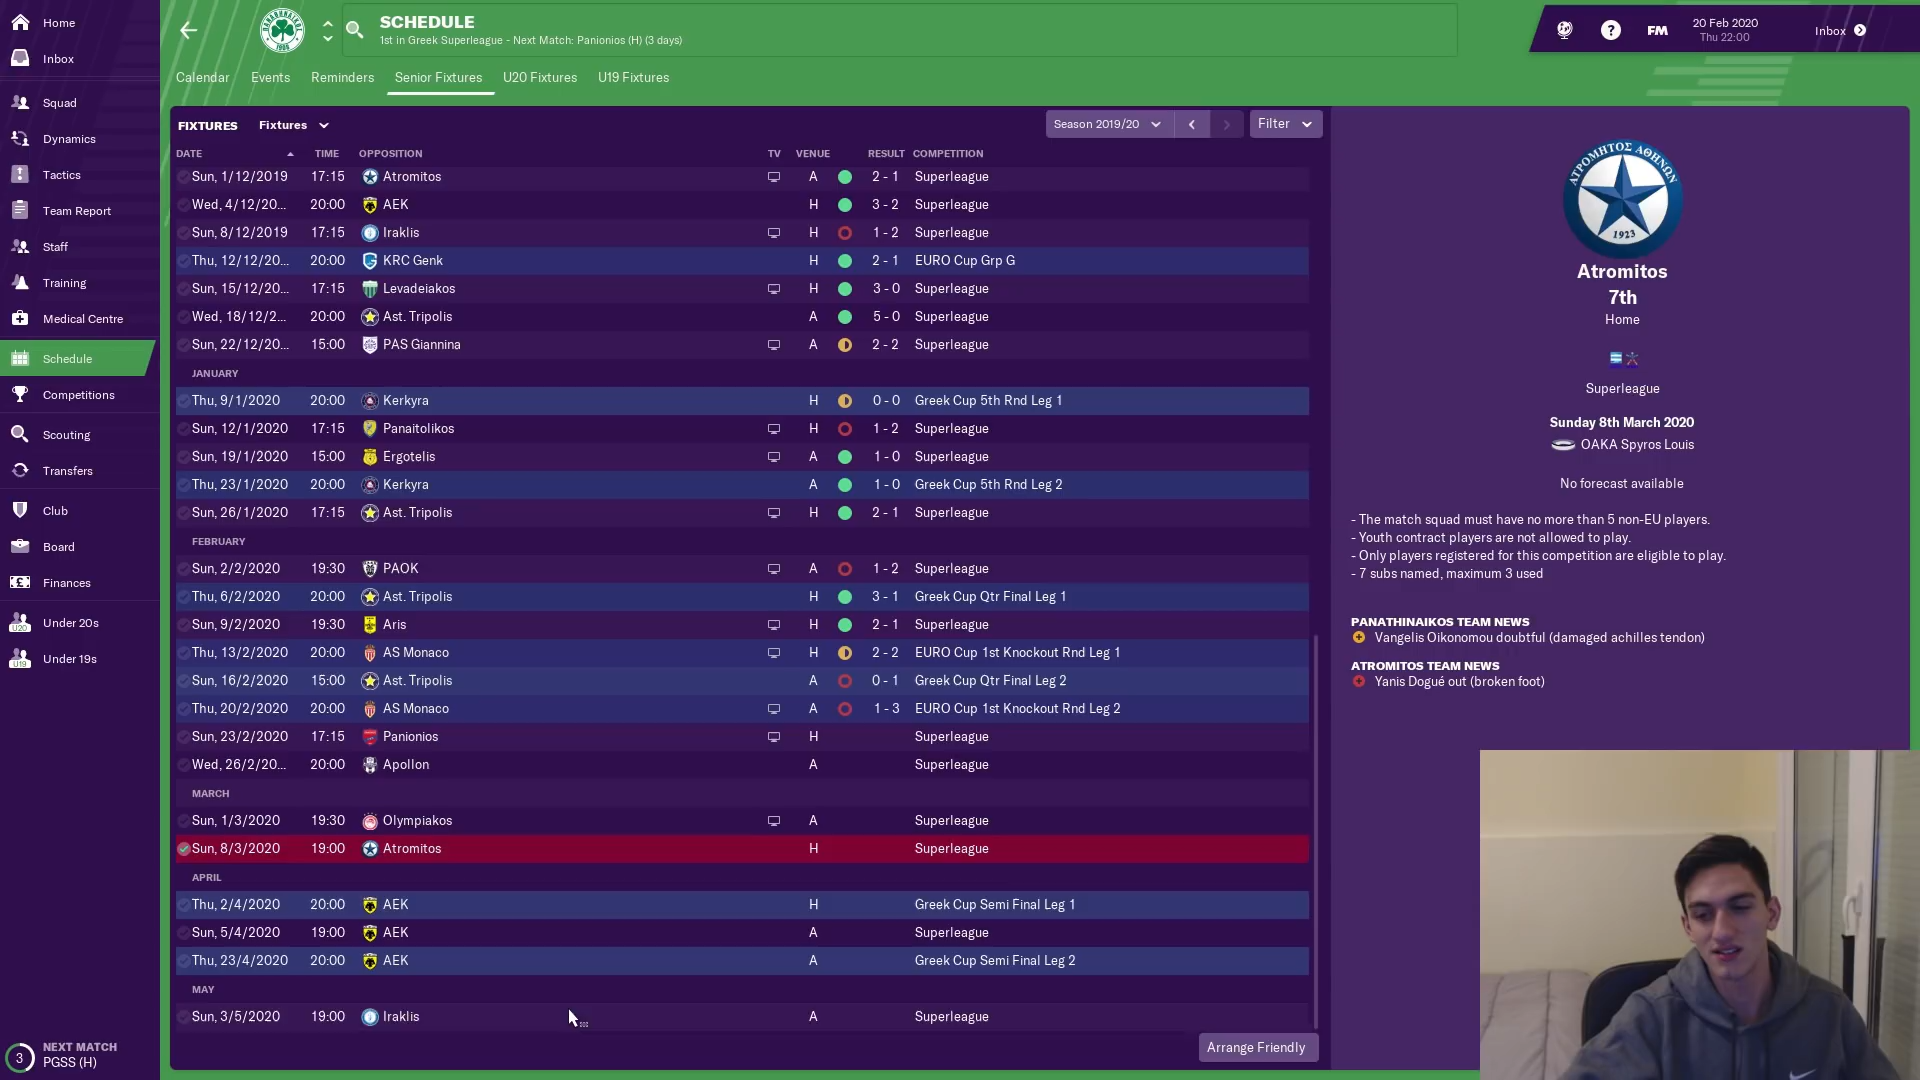 Home
Inbox
Squad
Dynamics
Tactics
Team Report
Staff
Training
Medical Centre
Schedule
Competitions
Scouting
Transfers
Club
Board
Finances
U20 Under 20s
U19 Under 19s
3 NEXT MATCH
PGSS (H)
SCHEDULE
1st in Greek Superleague - Next Match: Panionios (H) (3 days)
FM
20 Feb 2020
Thu 22:00
Inbox
Calendar Events Reminders Senior Fixtures U20 Fixtures U19 Fixtures
FIXTURES Fixtures Season 2019/20 Filter
DATE TIME OPPOSITION TV VENUE RESULT COMPETITION
Sun, 1/12/2019 17:15 Atromitos A 2 - 1 Superleague
Wed, 4/12/20... 20:00 AEK H 3 - 2 Superleague
Sun, 8/12/2019 17:15 Iraklis H 1 - 2 Superleague
Thu, 12/12/20... 20:00 KRC Genk H 2 - 1 EURO Cup Grp G
Sun, 15/12/20... 17:15 Levadeiakos H 3 - 0 Superleague
Wed, 18/12/2... 20:00 Ast. Tripolis A 5 - 0 Superleague
Sun, 22/12/20... 15:00 PAS Giannina A 2 - 2 Superleague
JANUARY
Thu, 9/1/2020 20:00 Kerkyra H 0 - 0 Greek Cup 5th Rnd Leg 1
Sun, 12/1/2020 17:15 Panaitolikos H 1 - 2 Superleague
Sun, 19/1/2020 15:00 Ergotelis A 1 - 0 Superleague
Thu, 23/1/2020 20:00 Kerkyra A 1 - 0 Greek Cup 5th Rnd Leg 2
Sun, 26/1/2020 17:15 Ast. Tripolis H 2 - 1 Superleague
FEBRUARY
Sun, 2/2/2020 19:30 PAOK A 1 - 2 Superleague
Thu, 6/2/2020 20:00 Ast. Tripolis H 3 - 1 Greek Cup Qtr Final Leg 1
Sun, 9/2/2020 19:30 Aris H 2 - 1 Superleague
Thu, 13/2/2020 20:00 AS Monaco H 2 - 2 EURO Cup 1st Knockout Rnd Leg 1
Sun, 16/2/2020 15:00 Ast. Tripolis A 0 - 1 Greek Cup Qtr Final Leg 2
Thu, 20/2/2020 20:00 AS Monaco A 1 - 3 EURO Cup 1st Knockout Rnd Leg 2
Sun, 23/2/2020 17:15 Panionios H Superleague
Wed, 26/2/20... 20:00 Apollon A Superleague
MARCH
Sun, 1/3/2020 19:30 Olympiakos A Superleague
Sun, 8/3/2020 19:00 Atromitos H Superleague
APRIL
Thu, 2/4/2020 20:00 AEK H Greek Cup Semi Final Leg 1
Sun, 5/4/2020 19:00 AEK A Superleague
Thu, 23/4/2020 20:00 AEK A Greek Cup Semi Final Leg 2
MAY
Sun, 3/5/2020 19:00 Iraklis A Superleague
Arrange Friendly
ΑΤΡΟΜΗΤΟΣ ΑΘΗΝΩΝ
1923
Atromitos
7th
Home
Superleague
Sunday 8th March 2020
OAKA Spyros Louis
No forecast available
- The match squad must have no more than 5 non-EU players.
- Youth contract players are not allowed to play.
- Only players registered for this competition are eligible to play.
- 7 subs named, maximum 3 used
PANATHINAIKOS TEAM NEWS
Vangelis Oikonomou doubtful (damaged achilles tendon)
ATROMITOS TEAM NEWS
Yanis Dogué out (broken foot)